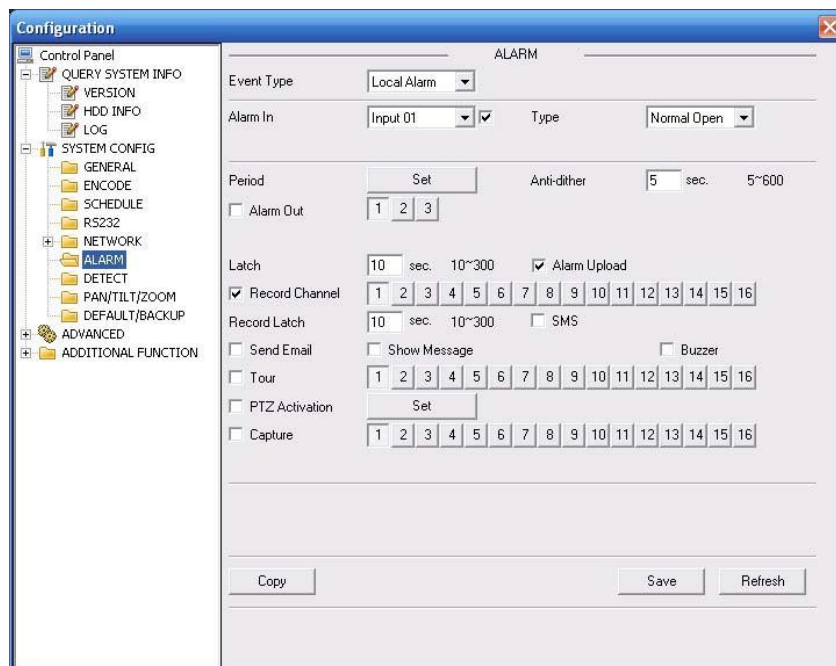 Configuration
Control Panel
QUERY SYSTEM INFO
VERSION
HDD INFO
LOG
SYSTEM CONFIG
GENERAL
ENCODE
SCHEDULE
RS232
NETWORK
ALARM
DETECT
PAN/TILT/ZOOM
DEFAULT/BACKUP
ADVANCED
ADDITIONAL FUNCTION
ALARM
Event Type Local Alarm
Alarm In Input 01 Type Normal Open
Period Set Anti-dither 5 sec. 5~600
Alarm Out 1 2 3
Latch 10 sec. 10~300 Alarm Upload
Record Channel 1 2 3 4 5 6 7 8 9 10 11 12 13 14 15 16
Record Latch 10 sec. 10~300 SMS
Send Email Show Message Buzzer
Tour 1 2 3 4 5 6 7 8 9 10 11 12 13 14 15 16
PTZ Activation Set
Capture 1 2 3 4 5 6 7 8 9 10 11 12 13 14 15 16
Copy Save Refresh